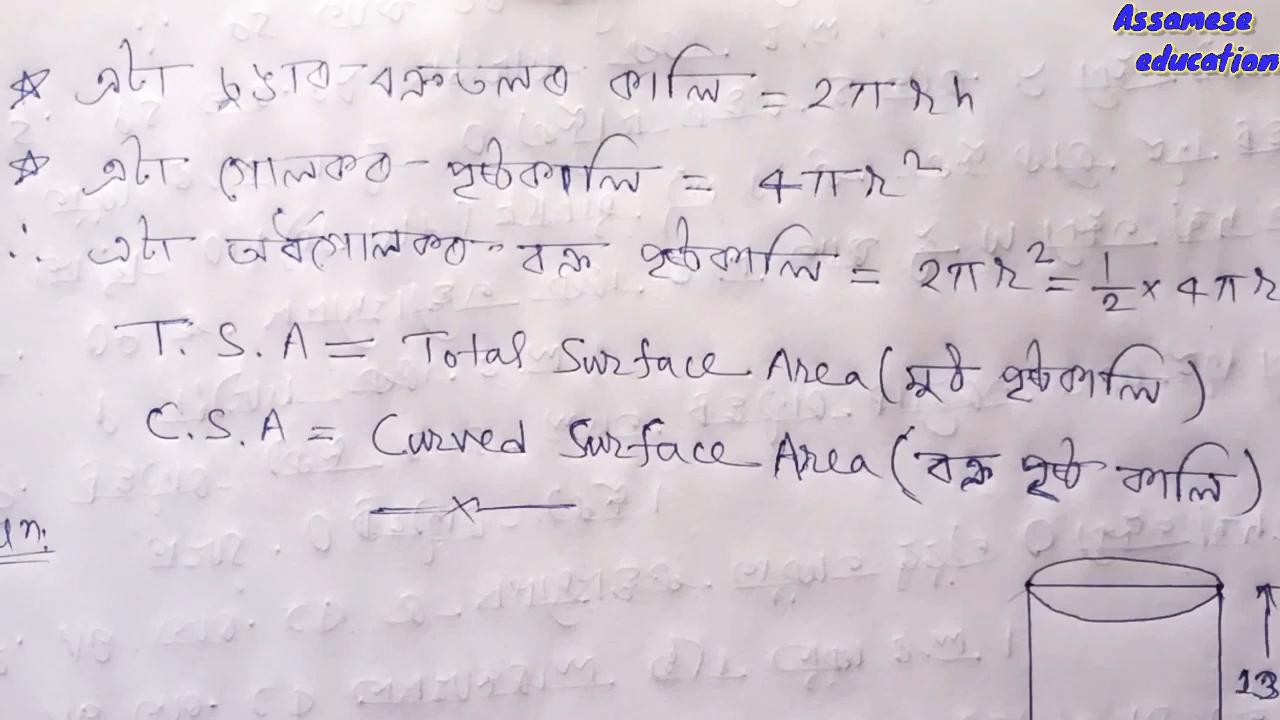 Assamese
education
☆ এটা চুঙাৰ বক্রতলৰ কালি = 2πrh
☆ এটা গোলকৰ পৃষ্ঠকালি = 4πr²
∴ এটা অৰ্ধগোলকৰ বক্র পৃষ্ঠকালি = 2πr² = 1/2 × 4πr
T.S.A = Total Surface Area (মুঠ পৃষ্ঠকালি)
C.S.A = Curved Surface Area (বক্র পৃষ্ঠ কালি)
13